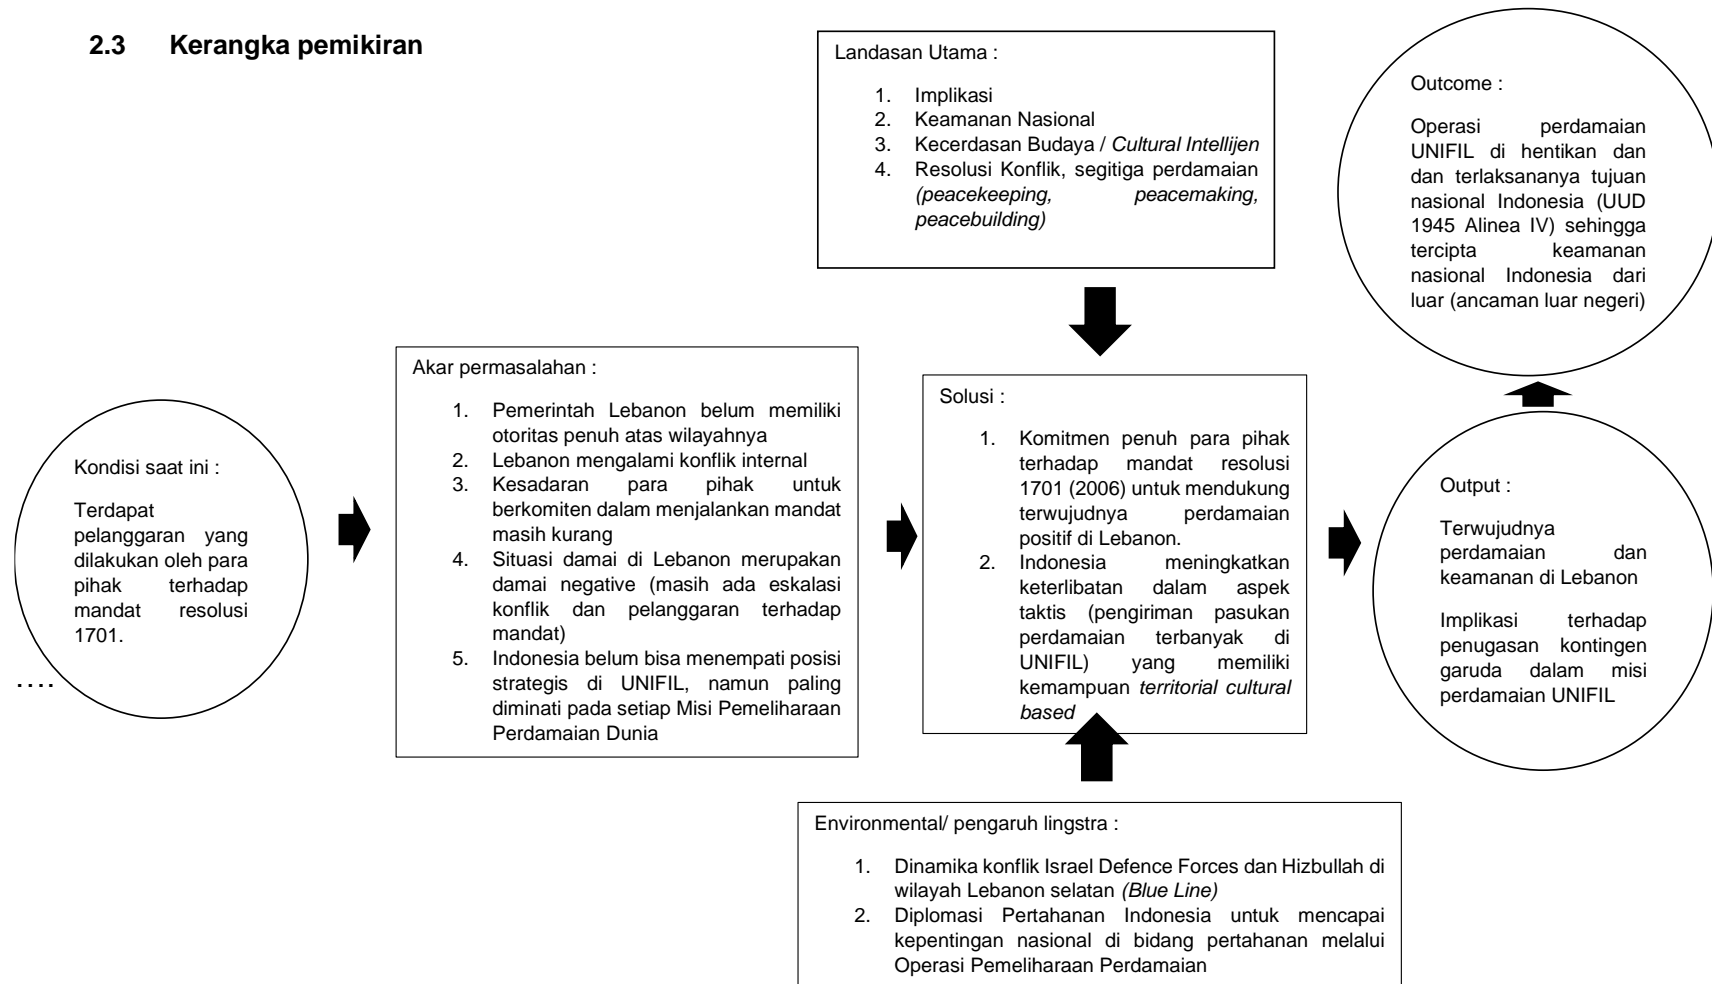 2.3 Kerangka pemikiran
Landasan Utama :
1. Implikasi
2. Keamanan Nasional
3. Kecerdasan Budaya / Cultural Intellijen
4. Resolusi Konflik, segitiga perdamaian
(peacekeeping, peacemaking,
peacebuilding)
Outcome :
Operasi perdamaian
UNIFIL di hentikan dan
dan terlaksananya tujuan
nasional Indonesia (UUD
1945 Alinea IV) sehingga
tercipta keamanan
nasional Indonesia dari
luar (ancaman luar negeri)
Kondisi saat ini :
Terdapat
pelanggaran yang
dilakukan oleh para
pihak terhadap
mandat resolusi
1701.
....
Akar permasalahan :
1. Pemerintah Lebanon belum memiliki
otoritas penuh atas wilayahnya
2. Lebanon mengalami konflik internal
3. Kesadaran para pihak untuk
berkomiten dalam menjalankan mandat
masih kurang
4. Situasi damai di Lebanon merupakan
damai negative (masih ada eskalasi
konflik dan pelanggaran terhadap
mandat)
5. Indonesia belum bisa menempati posisi
strategis di UNIFIL, namun paling
diminati pada setiap Misi Pemeliharaan
Perdamaian Dunia
Solusi :
1. Komitmen penuh para pihak
terhadap mandat resolusi
1701 (2006) untuk mendukung
terwujudnya perdamaian
positif di Lebanon.
2. Indonesia meningkatkan
keterlibatan dalam aspek
taktis (pengiriman pasukan
perdamaian terbanyak di
UNIFIL) yang memiliki
kemampuan territorial cultural
based
Output :
Terwujudnya
perdamaian dan
keamanan di Lebanon
Implikasi terhadap
penugasan kontingen
garuda dalam misi
perdamaian UNIFIL
Environmental/ pengaruh lingstra :
1. Dinamika konflik Israel Defence Forces dan Hizbullah di
wilayah Lebanon selatan (Blue Line)
2. Diplomasi Pertahanan Indonesia untuk mencapai
kepentingan nasional di bidang pertahanan melalui
Operasi Pemeliharaan Perdamaian